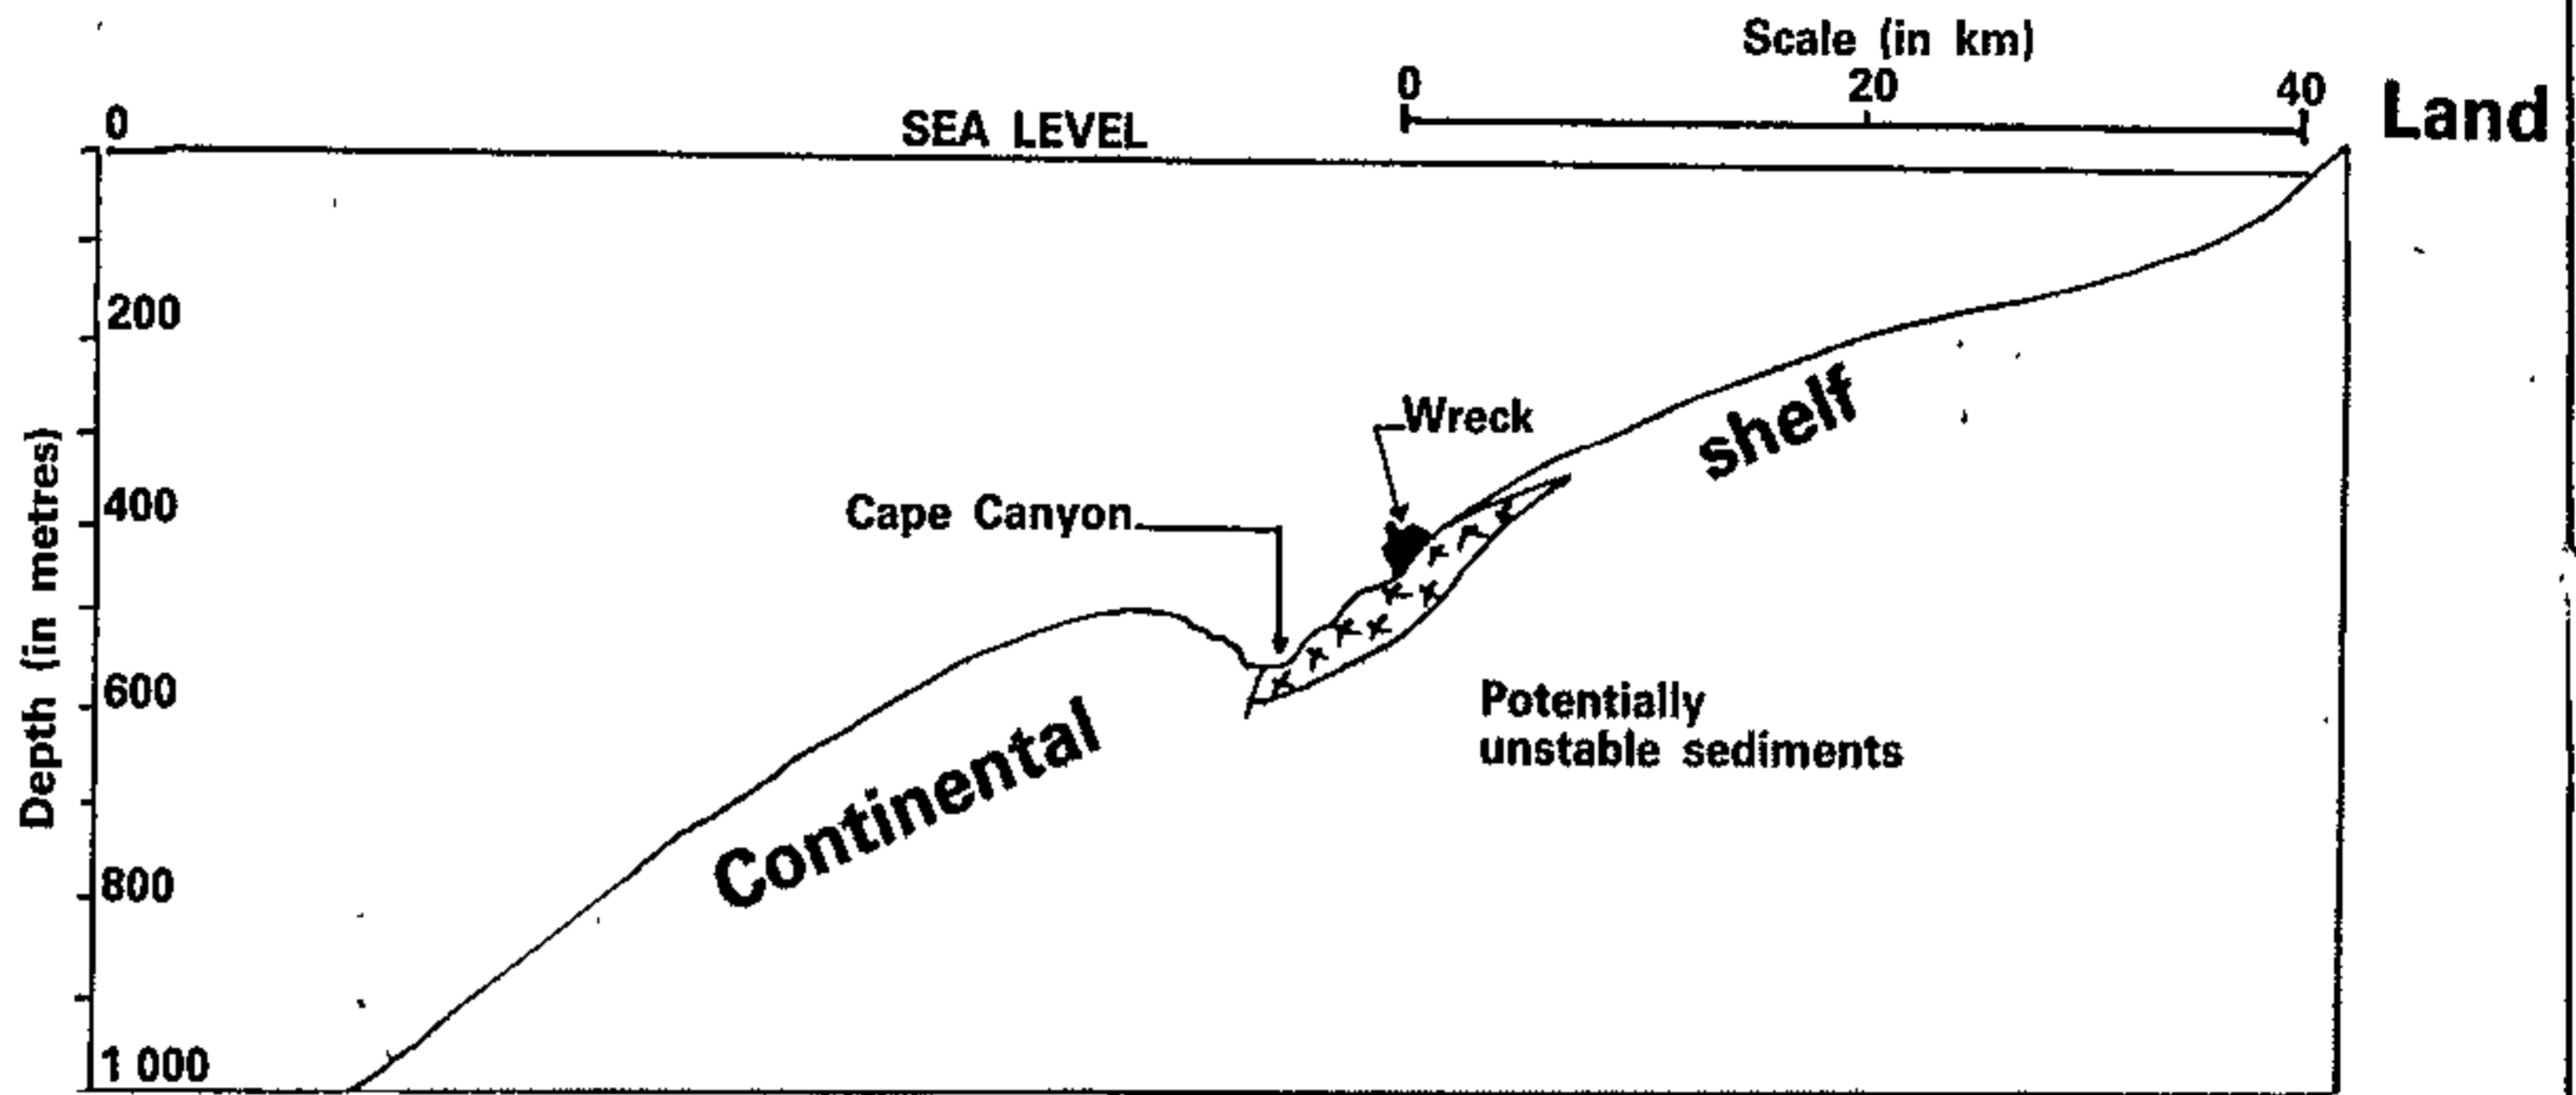 Scale (in km)
0 20 40
Land
SEA LEVEL
0
200
400
600
800
1 000
Depth (in metres)
Wreck
Cape Canyon
shelf
Continental
Potentially
unstable sediments